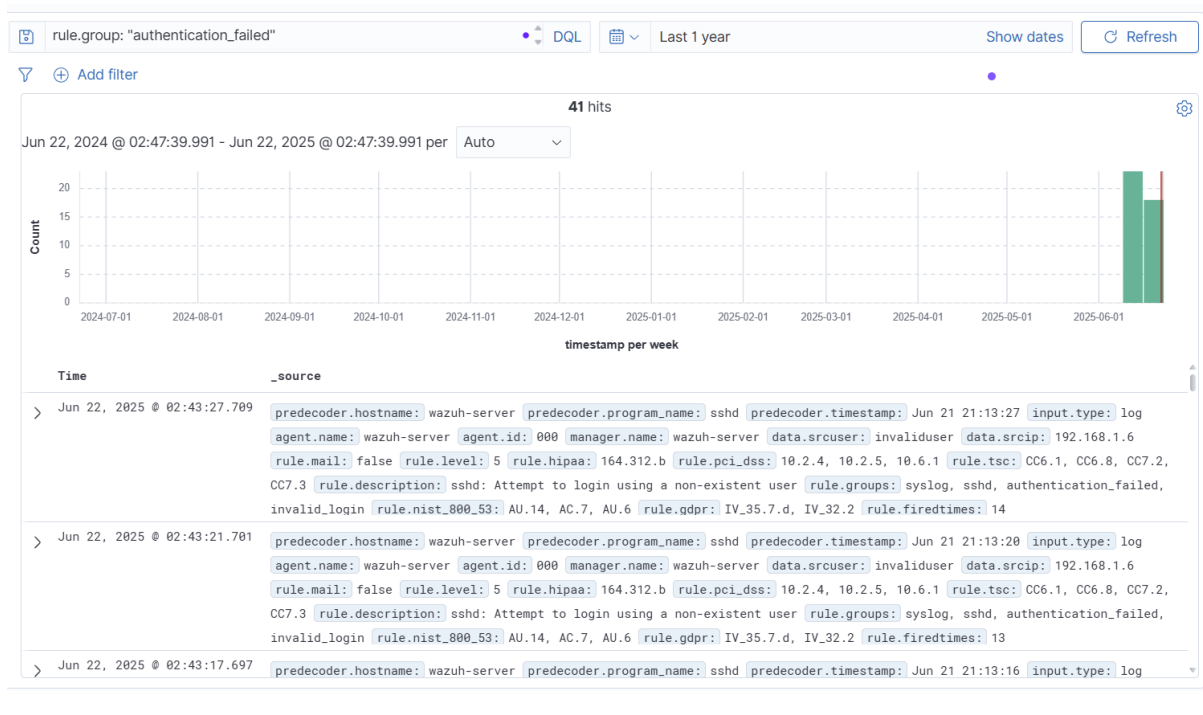 rule.group: "authentication_failed"
DQL
Last 1 year
Show dates
Refresh
Add filter
41 hits
Jun 22, 2024 @ 02:47:39.991 - Jun 22, 2025 @ 02:47:39.991 per
Auto
20
15
10
5
0
Count
2024-07-01 2024-08-01 2024-09-01 2024-10-01 2024-11-01 2024-12-01 2025-01-01 2025-02-01 2025-03-01 2025-04-01 2025-05-01 2025-06-01
timestamp per week
Time _source
Jun 22, 2025 @ 02:43:27.709 predecoder.hostname: wazuh-server predecoder.program_name: sshd predecoder.timestamp: Jun 21 21:13:27 input.type: log
agent.name: wazuh-server agent.id: 000 manager.name: wazuh-server data.srcuser: invaliduser data.srcip: 192.168.1.6
rule.mail: false rule.level: 5 rule.hipaa: 164.312.b rule.pci_dss: 10.2.4, 10.2.5, 10.6.1 rule.tsc: CC6.1, CC6.8, CC7.2,
CC7.3 rule.description: sshd: Attempt to login using a non-existent user rule.groups: syslog, sshd, authentication_failed,
invalid_login rule.nist_800_53: AU.14, AC.7, AU.6 rule.gdpr: IV_35.7.d, IV_32.2 rule.firedtimes: 14
Jun 22, 2025 @ 02:43:21.701 predecoder.hostname: wazuh-server predecoder.program_name: sshd predecoder.timestamp: Jun 21 21:13:20 input.type: log
agent.name: wazuh-server agent.id: 000 manager.name: wazuh-server data.srcuser: invaliduser data.srcip: 192.168.1.6
rule.mail: false rule.level: 5 rule.hipaa: 164.312.b rule.pci_dss: 10.2.4, 10.2.5, 10.6.1 rule.tsc: CC6.1, CC6.8, CC7.2,
CC7.3 rule.description: sshd: Attempt to login using a non-existent user rule.groups: syslog, sshd, authentication_failed,
invalid_login rule.nist_800_53: AU.14, AC.7, AU.6 rule.gdpr: IV_35.7.d, IV_32.2 rule.firedtimes: 13
Jun 22, 2025 @ 02:43:17.697 predecoder.hostname: wazuh-server predecoder.program_name: sshd predecoder.timestamp: Jun 21 21:13:16 input.type: log